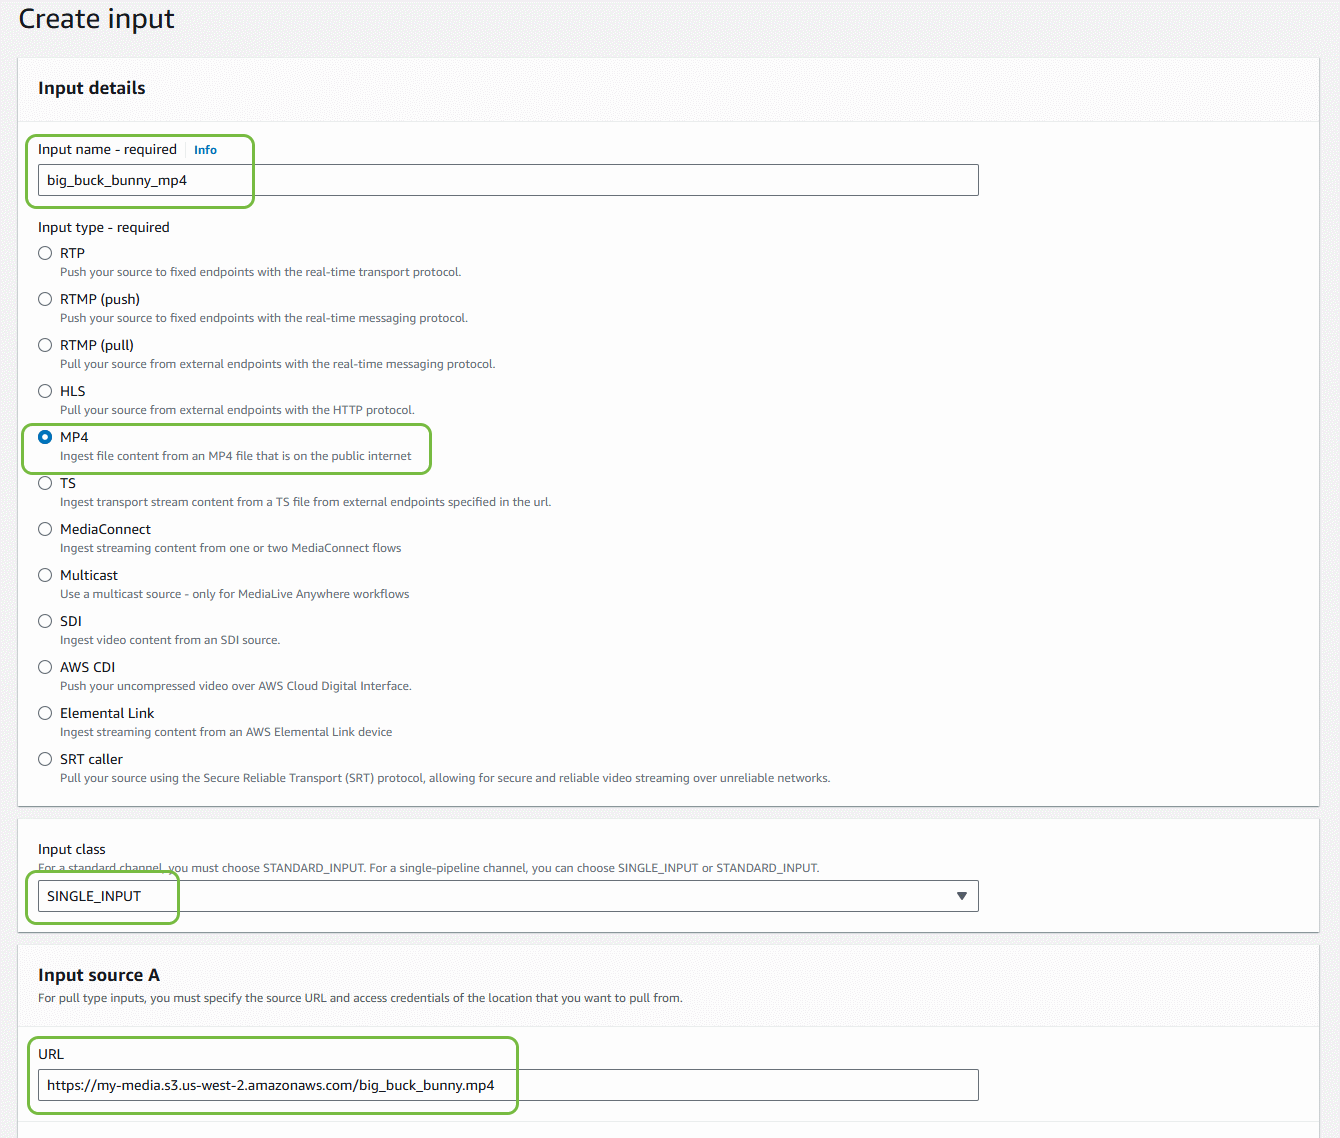 Create input
Input details
Input name - required Info
big_buck_bunny_mp4
Input type - required
RTP
Push your source to fixed endpoints with the real-time transport protocol.
RTMP (push)
Push your source to fixed endpoints with the real-time messaging protocol.
RTMP (pull)
Pull your source from external endpoints with the real-time messaging protocol.
HLS
Pull your source from external endpoints with the HTTP protocol.
MP4
Ingest file content from an MP4 file that is on the public internet
TS
Ingest transport stream content from a TS file from external endpoints specified in the url.
MediaConnect
Ingest streaming content from one or two MediaConnect flows
Multicast
Use a multicast source - only for MediaLive Anywhere workflows
SDI
Ingest video content from an SDI source.
AWS CDI
Push your uncompressed video over AWS Cloud Digital Interface.
Elemental Link
Ingest streaming content from an AWS Elemental Link device
SRT caller
Pull your source using the Secure Reliable Transport (SRT) protocol, allowing for secure and reliable video streaming over unreliable networks.
Input class
For a standard channel, you must choose STANDARD_INPUT. For a single-pipeline channel, you can choose SINGLE_INPUT or STANDARD_INPUT.
SINGLE_INPUT
Input source A
For pull type inputs, you must specify the source URL and access credentials of the location that you want to pull from.
URL
https://my-media.s3.us-west-2.amazonaws.com/big_buck_bunny.mp4